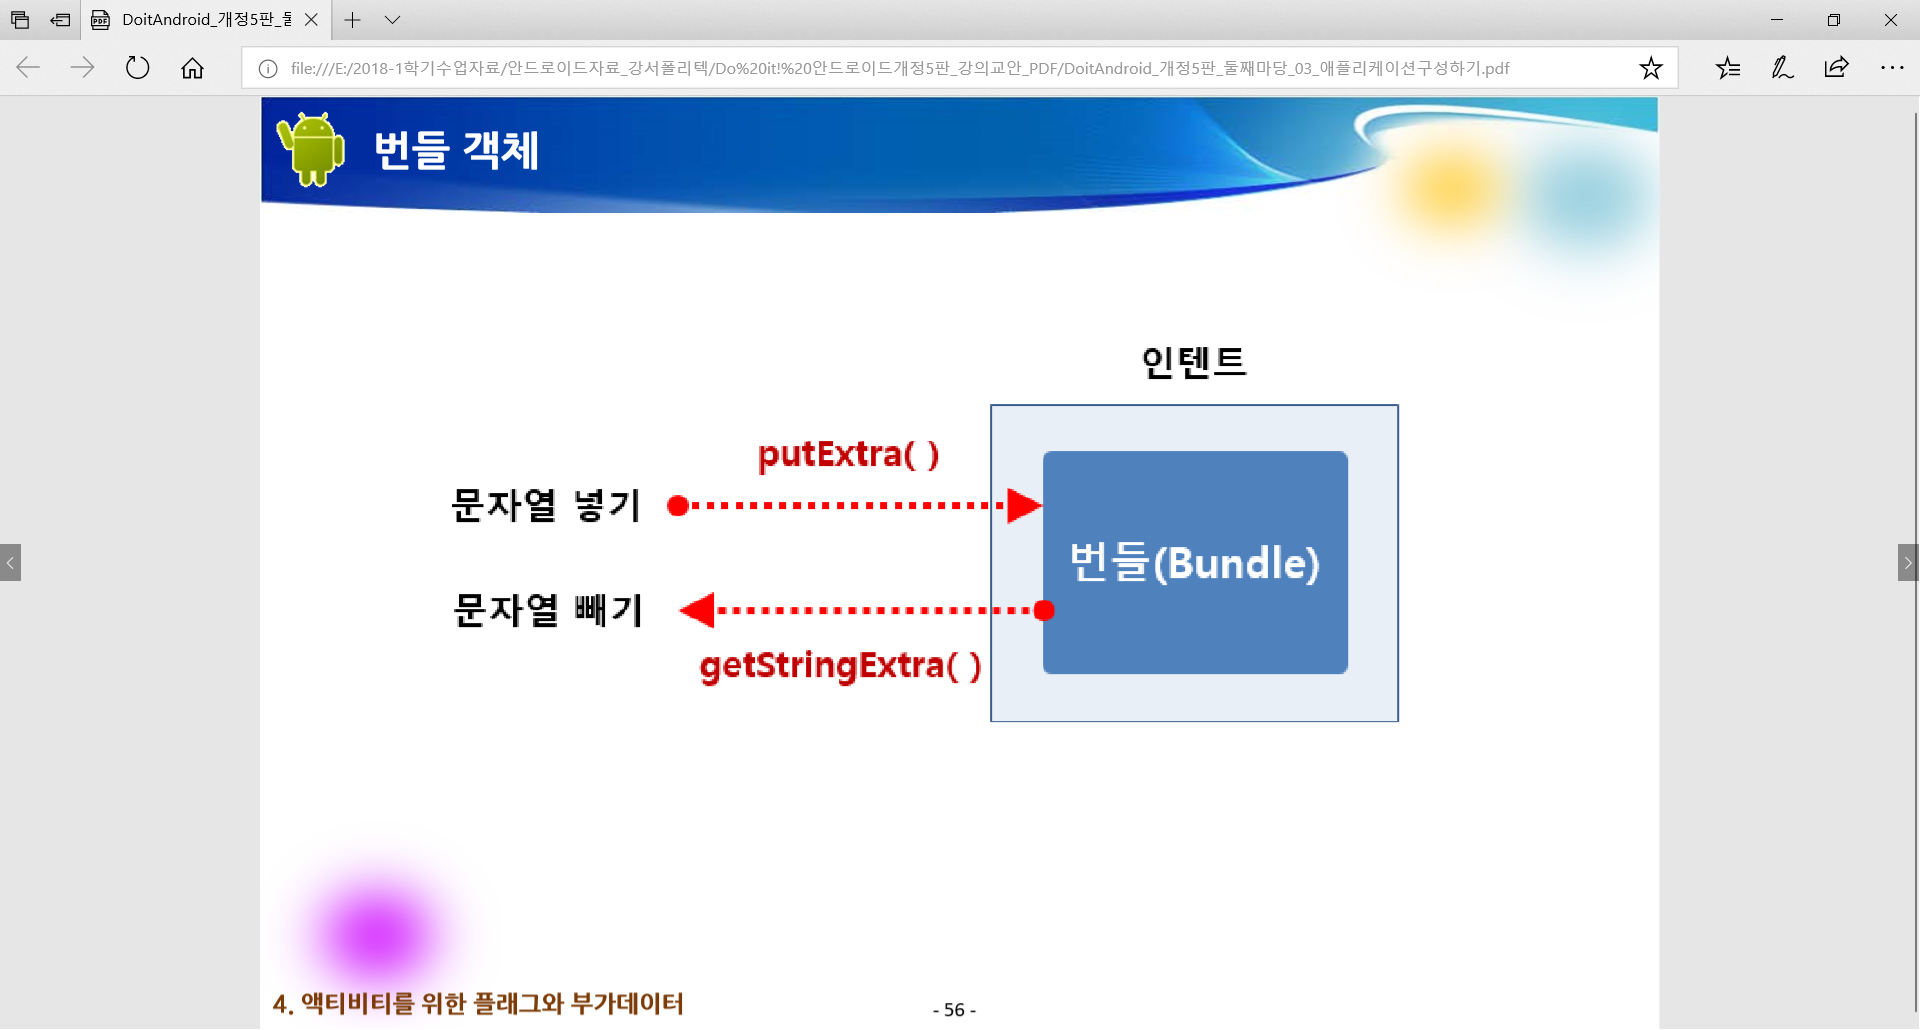 DoitAndroid_개정5판_둘
file:///E:/2018-1학기수업자료/안드로이드자료_강서폴리텍/Do%20it!%20안드로이드개정5판_강의교안_PDF/DoitAndroid_개정5판_둘째마당_03_애플리케이션구성하기.pdf
번들 객체
인텐트
putExtra( )
문자열 넣기
번들(Bundle)
문자열 빼기
getStringExtra( )
4. 액티비티를 위한 플래그와 부가데이터
- 56 -